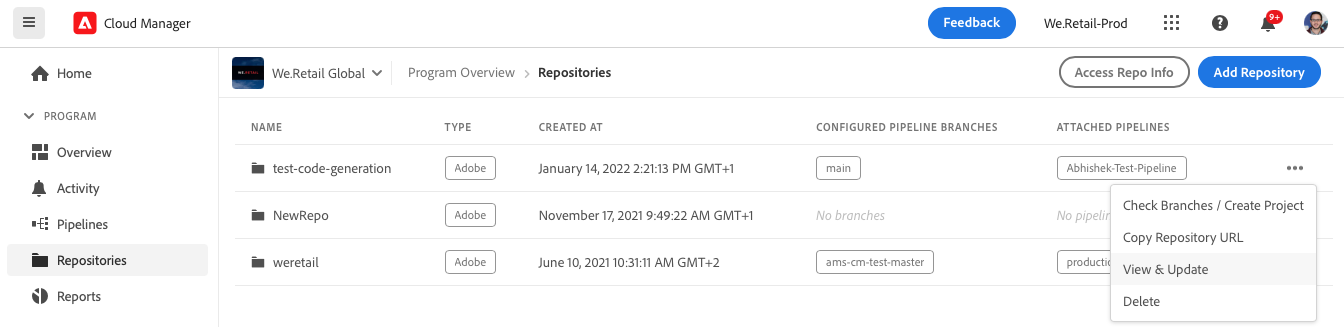 Cloud Manager
Feedback
We.Retail-Prod
9+
Home
PROGRAM
Overview
Activity
Pipelines
Repositories
Reports
WE.RETAIL
We.Retail Global
Program Overview
Repositories
Access Repo Info
Add Repository
NAME TYPE CREATED AT CONFIGURED PIPELINE BRANCHES ATTACHED PIPELINES
test-code-generation Adobe January 14, 2022 2:21:13 PM GMT+1 main Abhishek-Test-Pipeline
NewRepo Adobe November 17, 2021 9:49:22 AM GMT+1 No branches No pipelin
weretail Adobe June 10, 2021 10:31:11 AM GMT+2 ams-cm-test-master productio
Check Branches / Create Project
Copy Repository URL
View & Update
Delete